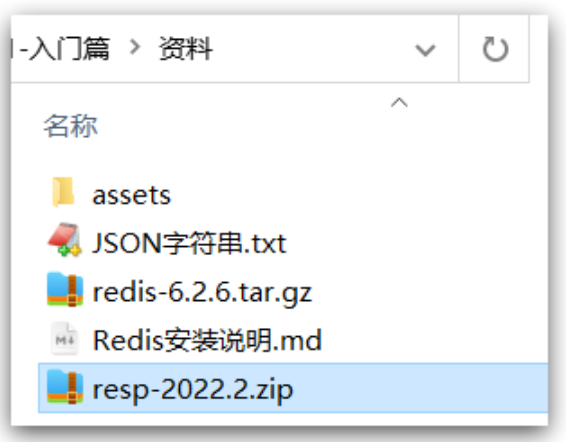 -入门篇 > 资料
名称
assets
JSON字符串.txt
redis-6.2.6.tar.gz
M↓
Redis安装说明.md
resp-2022.2.zip